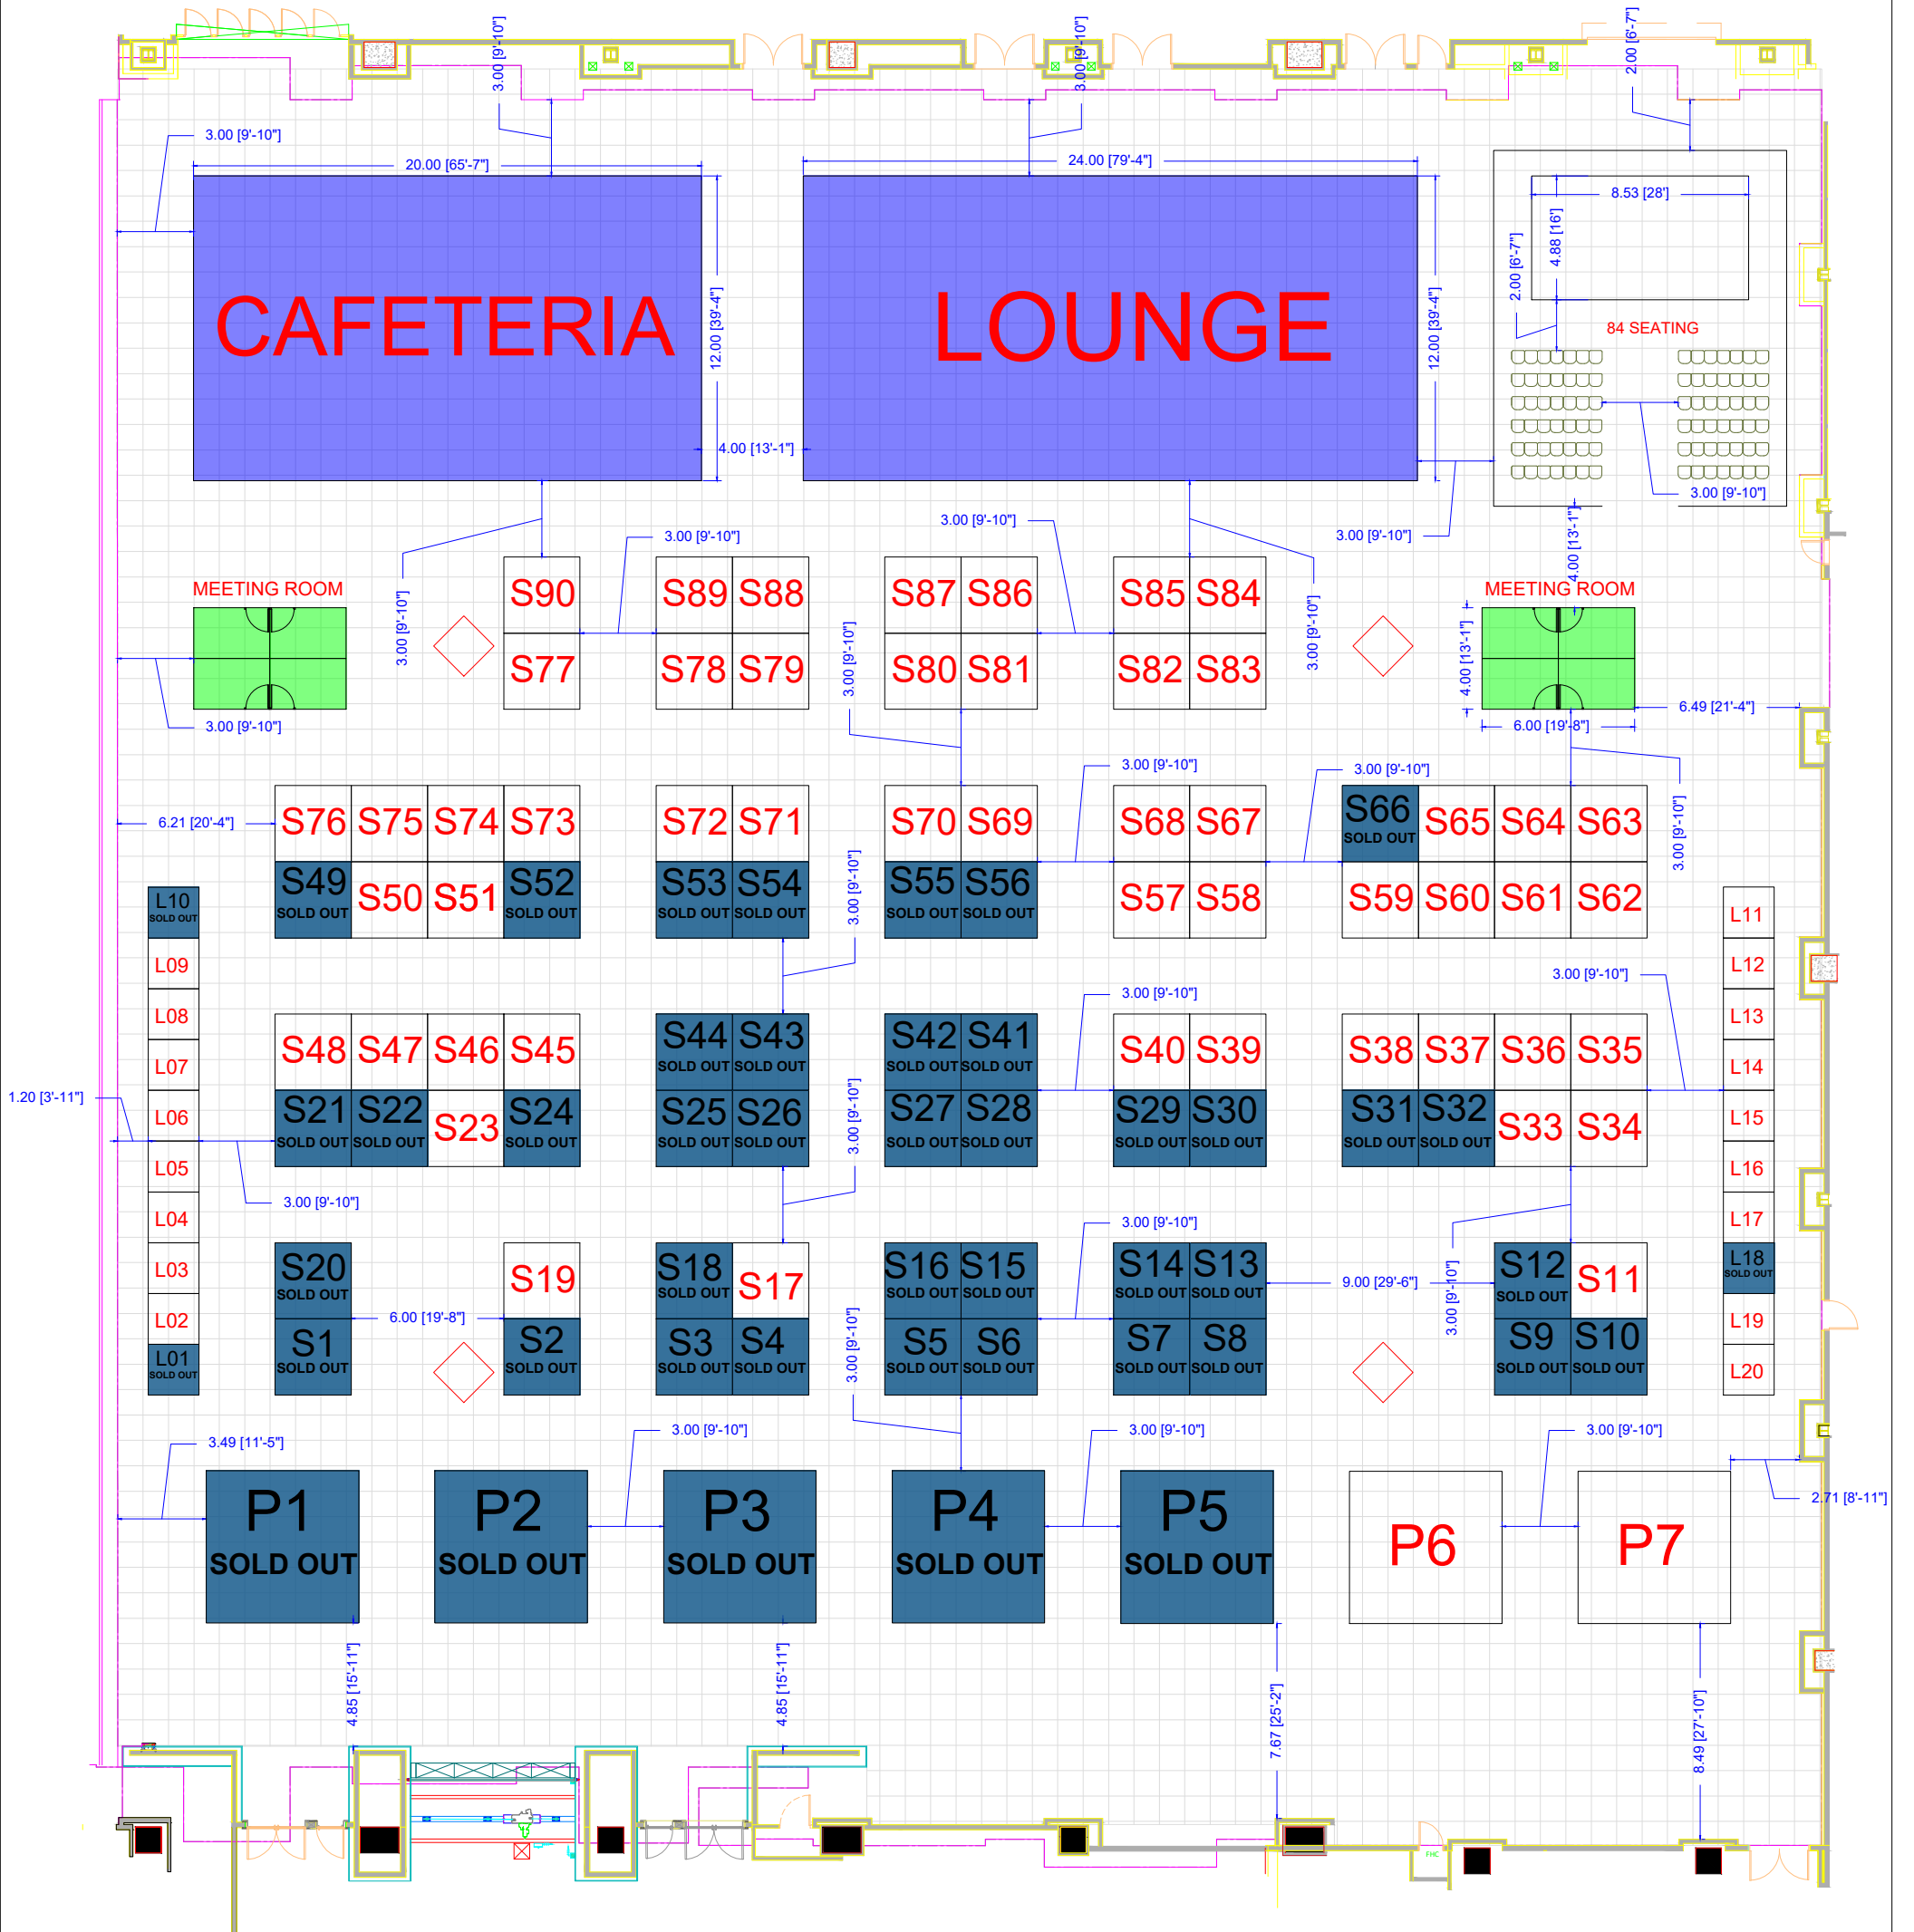 3.00 [9'-10"]
3.00 [9'-10"]
2.00 [6'-7"]
3.00 [9'-10"]
20.00 [65'-7"]
24.00 [79'-4"]
8.53 [28']
4.88 [16']
2.00 [6'-7"]
CAFETERIA
12.00 [39'-4"]
LOUNGE
12.00 [39'-4"]
84 SEATING
4.00 [13'-1"]
3.00 [9'-10"]
3.00 [9'-10"]
3.00 [9'-10"]
3.00 [9'-10"]
4.00 [13'-1"]
MEETING ROOM
MEETING ROOM
S90 S89 S88 S87 S86 S85 S84
3.00 [9'-10"]
3.00 [9'-10"]
3.00 [9'-10"]
4.00 [13'-1"]
S77 S78 S79 S80 S81 S82 S83
3.00 [9'-10"]
6.00 [19'-8"]
6.49 [21'-4"]
3.00 [9'-10"]
3.00 [9'-10"]
3.00 [9'-10"]
6.21 [20'-4"]
S76 S75 S74 S73 S72 S71 S70 S69 S68 S67 S66 S65 S64 S63
SOLD OUT
3.00 [9'-10"]
S49 S50 S51 S52 S53 S54 S55 S56 S57 S58 S59 S60 S61 S62
SOLD OUT SOLD OUT SOLD OUT SOLD OUT SOLD OUT SOLD OUT
L10
SOLD OUT
L09
L08
L07
L06
L05
L04
L03
L02
L01
SOLD OUT
L11
L12
L13
L14
L15
L16
L17
L18
SOLD OUT
L19
L20
3.00 [9'-10"]
3.00 [9'-10"]
3.00 [9'-10"]
S48 S47 S46 S45 S44 S43 S42 S41 S40 S39 S38 S37 S36 S35
SOLD OUT SOLD OUT SOLD OUT SOLD OUT
1.20 [3'-11"]
S21 S22 S23 S24 S25 S26 S27 S28 S29 S30 S31 S32 S33 S34
SOLD OUT SOLD OUT SOLD OUT SOLD OUT SOLD OUT SOLD OUT SOLD OUT SOLD OUT SOLD OUT SOLD OUT SOLD OUT
3.00 [9'-10"]
3.00 [9'-10"]
3.00 [9'-10"]
3.00 [9'-10"]
S20 S19 S18 S17 S16 S15 S14 S13 S12 S11
SOLD OUT SOLD OUT SOLD OUT SOLD OUT SOLD OUT SOLD OUT SOLD OUT
9.00 [29'-6"]
6.00 [19'-8"]
S1 S2 S3 S4 S5 S6 S7 S8 S9 S10
SOLD OUT SOLD OUT SOLD OUT SOLD OUT SOLD OUT SOLD OUT SOLD OUT SOLD OUT SOLD OUT SOLD OUT
3.00 [9'-10"]
3.49 [11'-5"]
3.00 [9'-10"]
3.00 [9'-10"]
3.00 [9'-10"]
2.71 [8'-11"]
P1 P2 P3 P4 P5 P6 P7
SOLD OUT SOLD OUT SOLD OUT SOLD OUT SOLD OUT
4.85 [15'-11"]
4.85 [15'-11"]
7.67 [25'-2"]
8.49 [27'-10"]
FHC